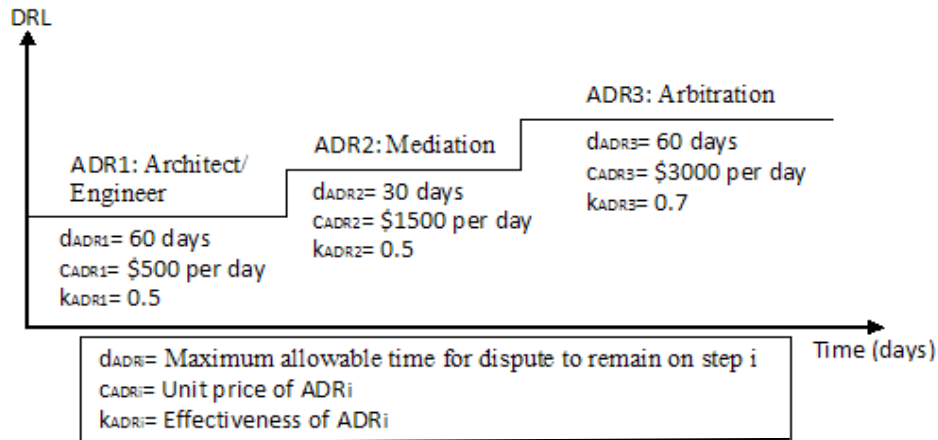 DRL
ADR1: Architect/
Engineer
dADR1= 60 days
CADR1= $500 per day
kADR1= 0.5
ADR2: Mediation
dADR2= 30 days
CADR2= $1500 per day
kADR2= 0.5
ADR3: Arbitration
dADR3= 60 days
CADR3= $3000 per day
kADR3= 0.7
Time (days)
dADRi= Maximum allowable time for dispute to remain on step i
CADRi= Unit price of ADRi
kADRi= Effectiveness of ADRi